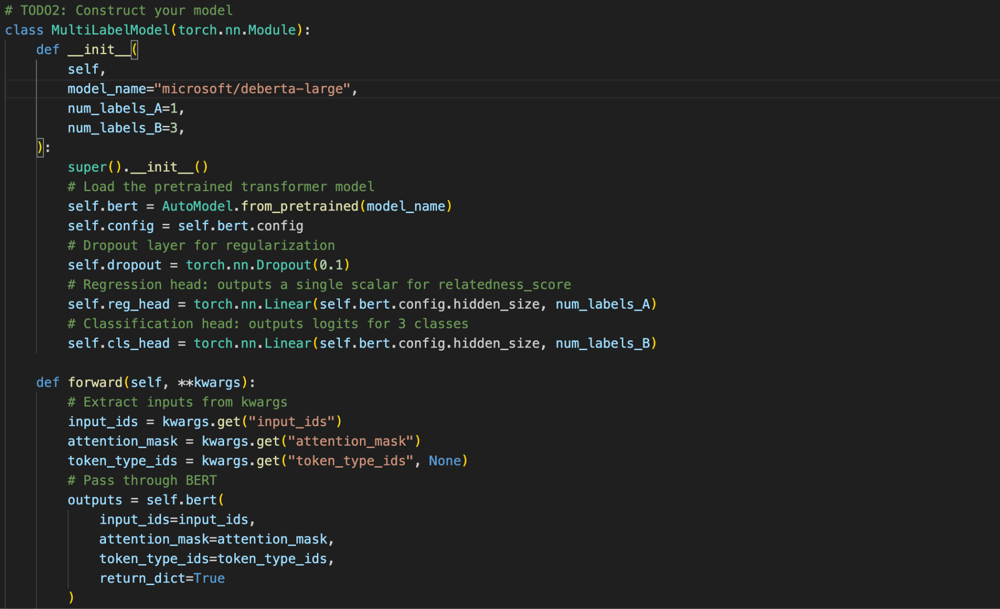 # TODO2: Construct your model
class MultiLabelModel(torch.nn.Module):
    def __init__(
        self,
        model_name="microsoft/deberta-large",
        num_labels_A=1,
        num_labels_B=3,
    ):
        super().__init__()
        # Load the pretrained transformer model
        self.bert = AutoModel.from_pretrained(model_name)
        self.config = self.bert.config
        # Dropout layer for regularization
        self.dropout = torch.nn.Dropout(0.1)
        # Regression head: outputs a single scalar for relatedness_score
        self.reg_head = torch.nn.Linear(self.bert.config.hidden_size, num_labels_A)
        # Classification head: outputs logits for 3 classes
        self.cls_head = torch.nn.Linear(self.bert.config.hidden_size, num_labels_B)

    def forward(self, **kwargs):
        # Extract inputs from kwargs
        input_ids = kwargs.get("input_ids")
        attention_mask = kwargs.get("attention_mask")
        token_type_ids = kwargs.get("token_type_ids", None)
        # Pass through BERT
        outputs = self.bert(
            input_ids=input_ids,
            attention_mask=attention_mask,
            token_type_ids=token_type_ids,
            return_dict=True
        )